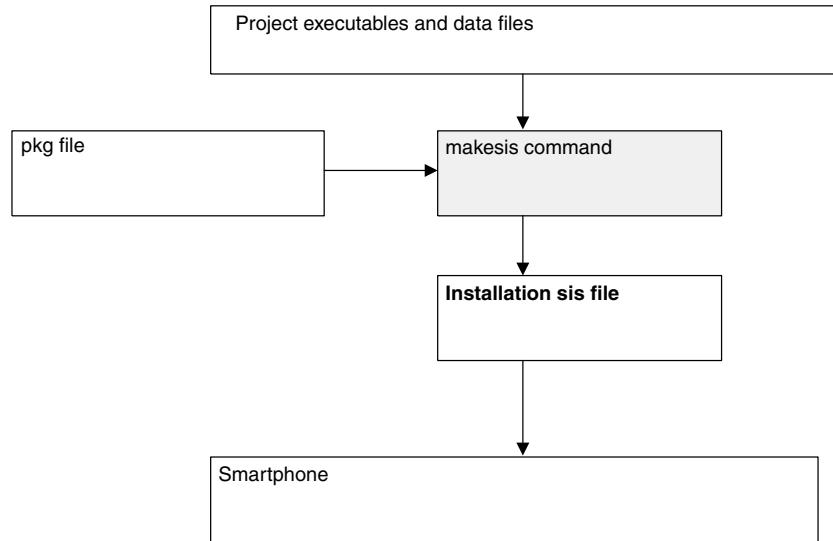 Project executables and data files
pkg file
makesis command
Installation sis file
Smartphone